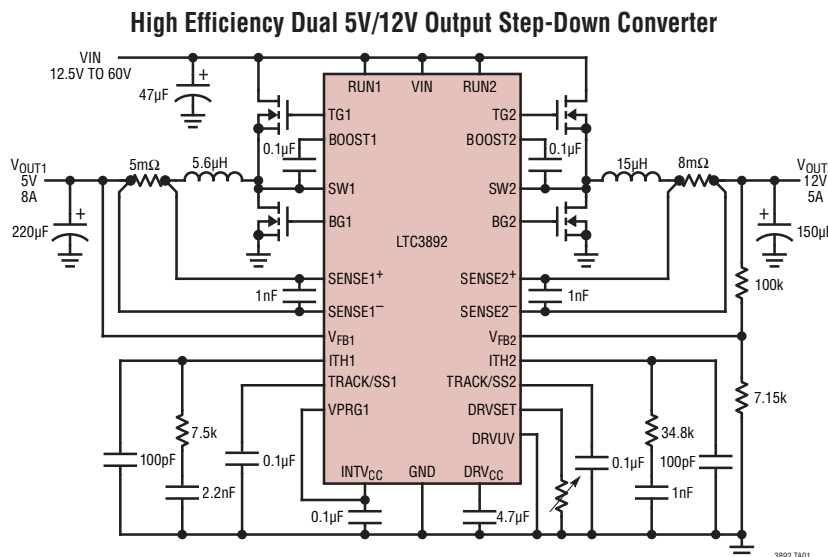 High Efficiency Dual 5V/12V Output Step-Down Converter
VIN
12.5V TO 60V
47µF
+
RUN1
VIN
RUN2
TG1
TG2
0.1µF
BOOST1
BOOST2
0.1µF
VOUT1
5V
8A
5mΩ
5.6µH
SW1
SW2
15µH
8mΩ
VOUT
12V
5A
220µF
+
BG1
BG2
+
150µF
LTC3892
SENSE1+
SENSE2+
1nF
1nF
100k
SENSE1–
SENSE2–
VFB1
VFB2
ITH1
ITH2
TRACK/SS1
TRACK/SS2
7.15k
VPRG1
DRVSET
7.5k
34.8k
DRVUV
100pF
0.1µF
0.1µF
100pF
2.2nF
INTVCC
GND
DRVCC
1nF
0.1µF
4.7µF
3892 TA01